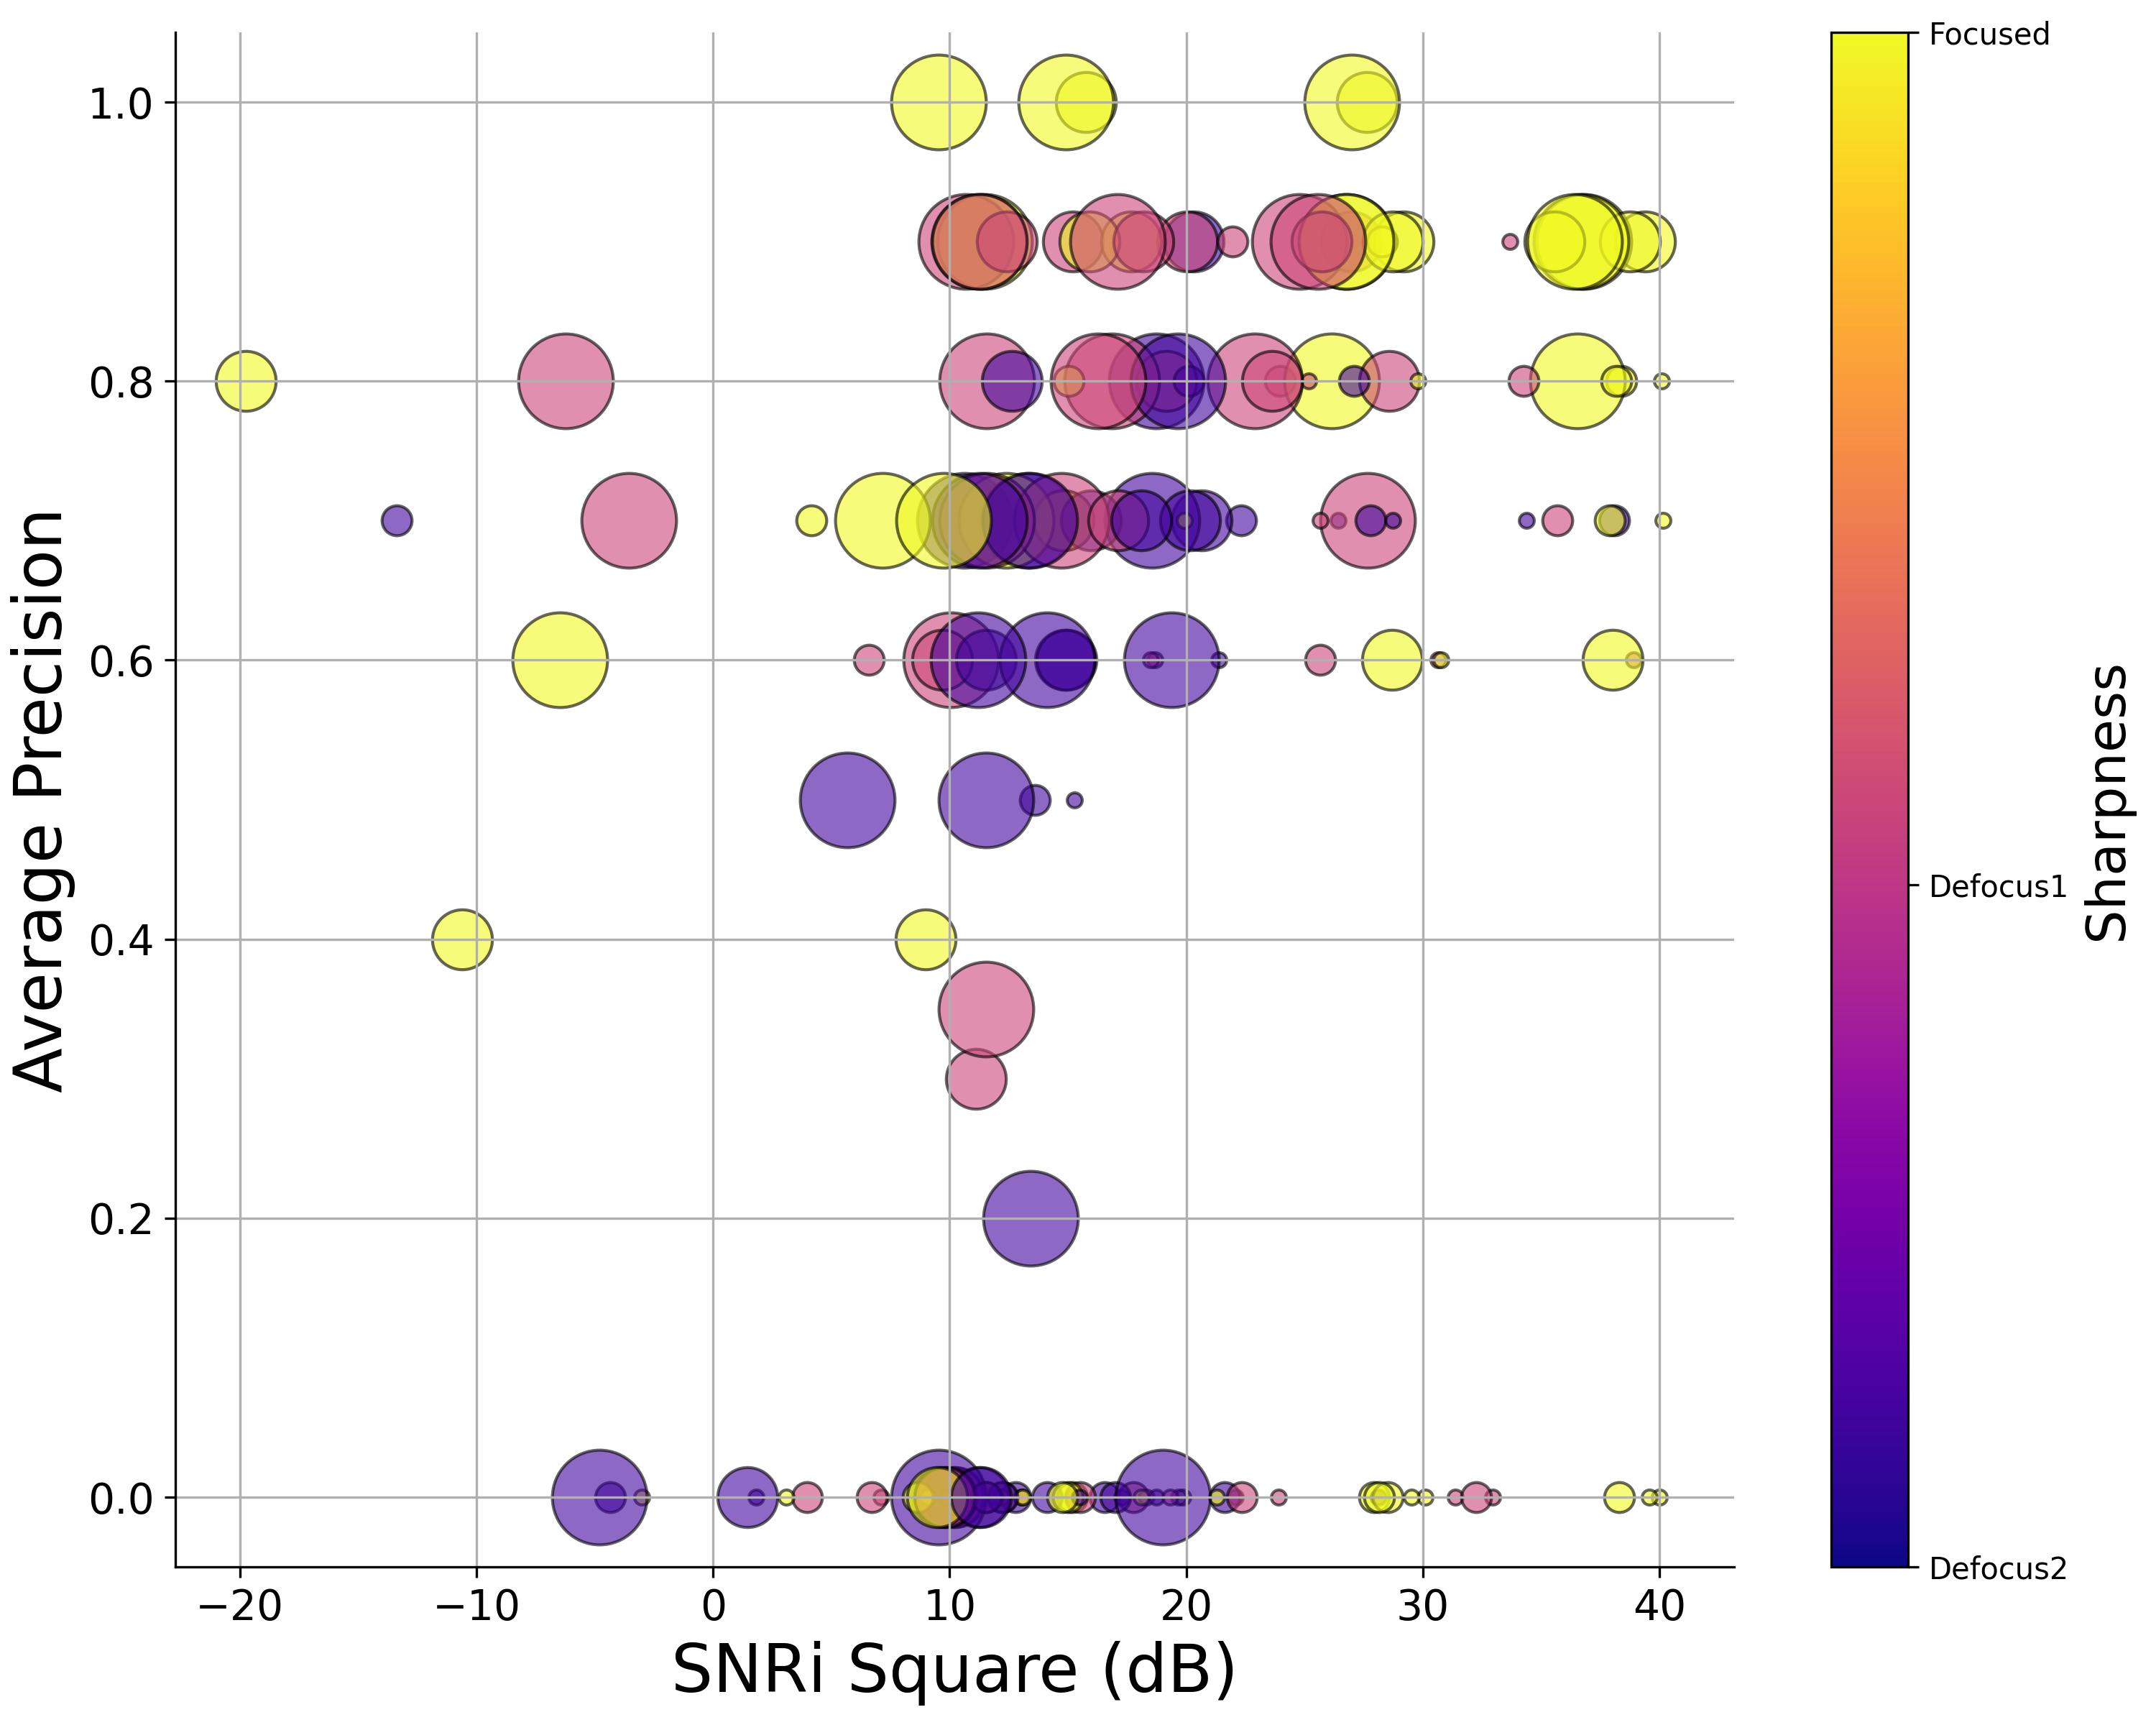 Average Precision
1.0
0.8
0.6
0.4
0.2
0.0
−20
−10
0
10
20
30
40
SNRi Square (dB)
Focused
Defocus1
Defocus2
Sharpness